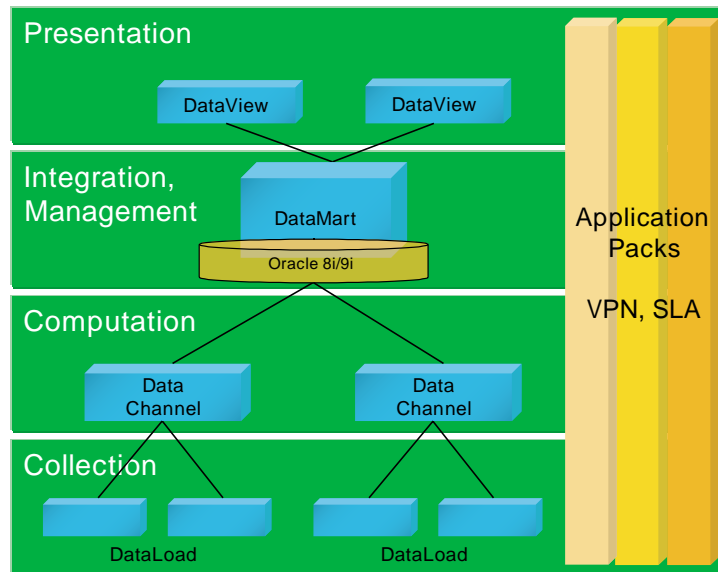 Presentation
DataView
DataView
Integration,
Management
DataMart
Oracle 8i/9i
Application
Packs
VPN, SLA
Computation
Data
Channel
Data
Channel
Collection
DataLoad
DataLoad